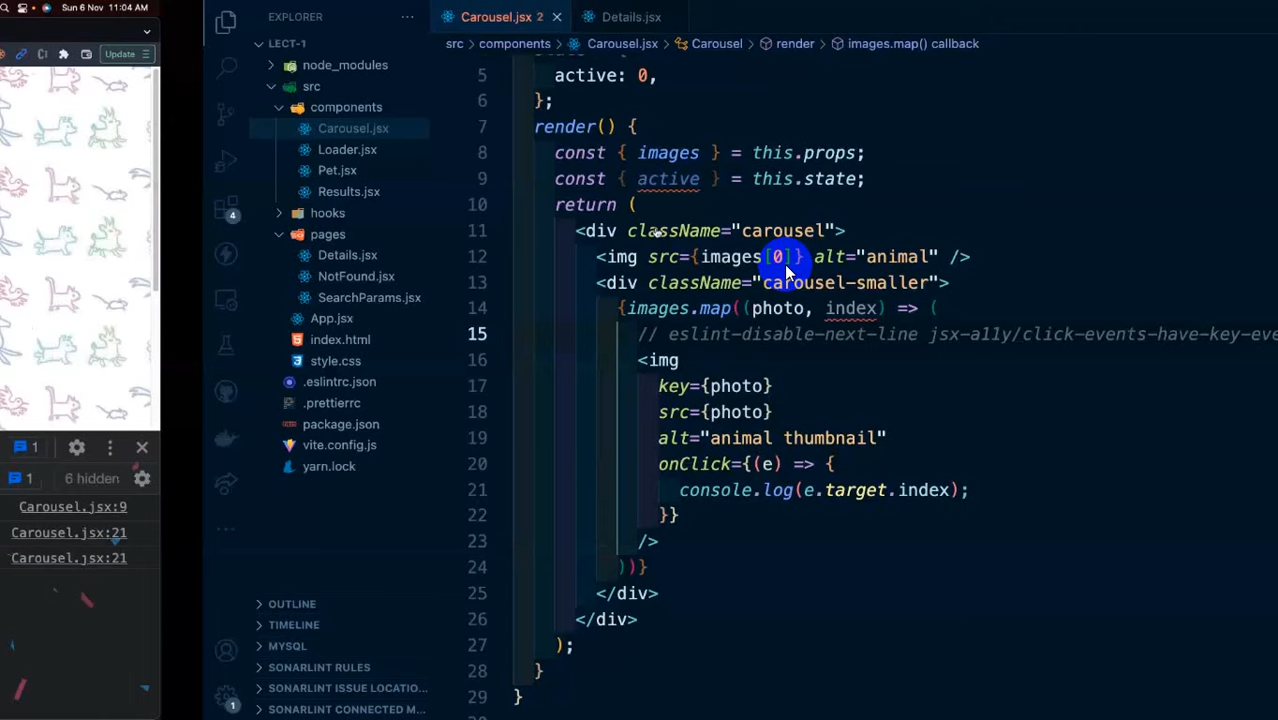 Sun 6 Nov 11:04 AM
Update
EXPLORER
LECT-1
node_modules
src
components
Carousel.jsx
Loader.jsx
Pet.jsx
Results.jsx
hooks
pages
Details.jsx
NotFound.jsx
SearchParams.jsx
App.jsx
index.html
style.css
.eslintrc.json
.prettierrc
package.json
vite.config.js
yarn.lock
OUTLINE
TIMELINE
MYSQL
SONARLINT RULES
SONARLINT ISSUE LOCATIO...
SONARLINT CONNECTED M...
4
1
1
1 6 hidden
Carousel.jsx:9
Carousel.jsx:21
Carousel.jsx:21
Carousel.jsx 2
Details.jsx
src > components > Carousel.jsx > Carousel > render > images.map() callback
5 active: 0,
6 };
7 render() {
8 const { images } = this.props;
9 const { active } = this.state;
10 return (
11 <div className="carousel">
12 <img src={images[0]} alt="animal" />
13 <div className="carousel-smaller">
14 {images.map((photo, index) => (
15 // eslint-disable-next-line jsx-a11y/click-events-have-key-eve
16 <img
17 key={photo}
18 src={photo}
19 alt="animal thumbnail"
20 onClick={(e) => {
21 console.log(e.target.index);
22 }}
23 />
24 ))}
25 </div>
26 </div>
27 );
28 }
29 }